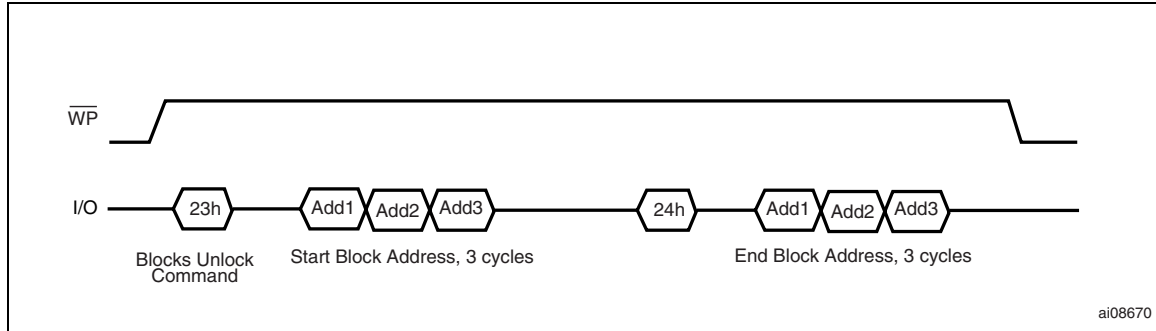 WP
I/O
23h
Add1 Add2 Add3
24h
Add1 Add2 Add3
Blocks Unlock
Command
Start Block Address, 3 cycles
End Block Address, 3 cycles
ai08670